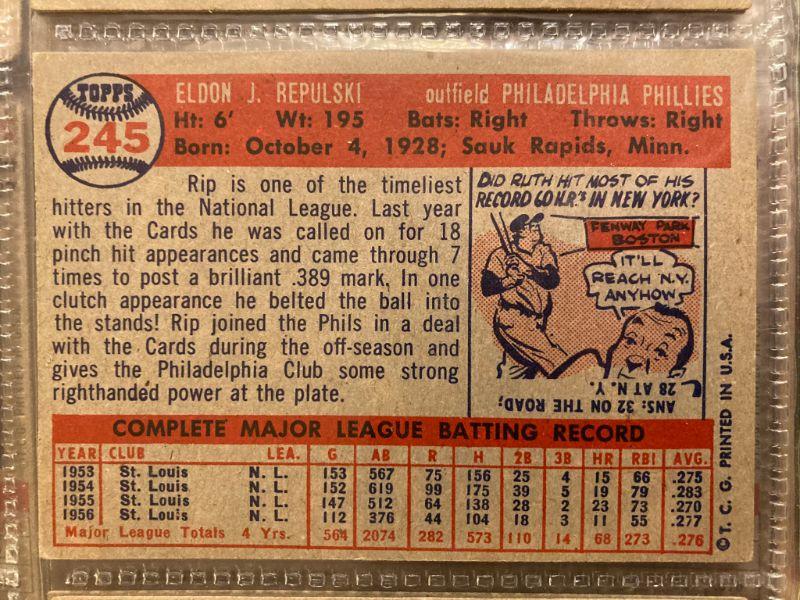 TOPPS
245
ELDON J. REPULSKI outfield PHILADELPHIA PHILLIES
Ht: 6' Wt: 195 Bats: Right Throws: Right
Born: October 4, 1928; Sauk Rapids, Minn.
Rip is one of the timeliest
hitters in the National League. Last year
with the Cards he was called on for 18
pinch hit appearances and came through 7
times to post a brilliant .389 mark. In one
clutch appearance he belted the ball into
the stands! Rip joined the Phils in a deal
with the Cards during the off-season and
gives the Philadelphia Club some strong
righthanded power at the plate.
DID RUTH HIT MOST OF HIS
RECORD 60 H.R.'S IN NEW YORK?
FENWAY PARK
BOSTON
IT'LL
REACH N.Y.
ANYHOW
ANS: 32 ON THE ROAD;
28 AT N.Y.
COMPLETE MAJOR LEAGUE BATTING RECORD
YEAR CLUB LEA. G AB R H 2B 3B HR RBI AVG.
1953 St. Louis N. L. 153 567 75 156 25 4 15 66 .275
1954 St. Louis N. L. 152 619 99 175 39 5 19 79 .283
1955 St. Louis N. L. 147 512 64 138 28 2 23 73 .270
1956 St. Louis N. L. 112 376 44 104 18 3 11 55 .277
Major League Totals 4 Yrs. 564 2074 282 573 110 14 68 273 .276
© T. C. G. PRINTED IN U.S.A.